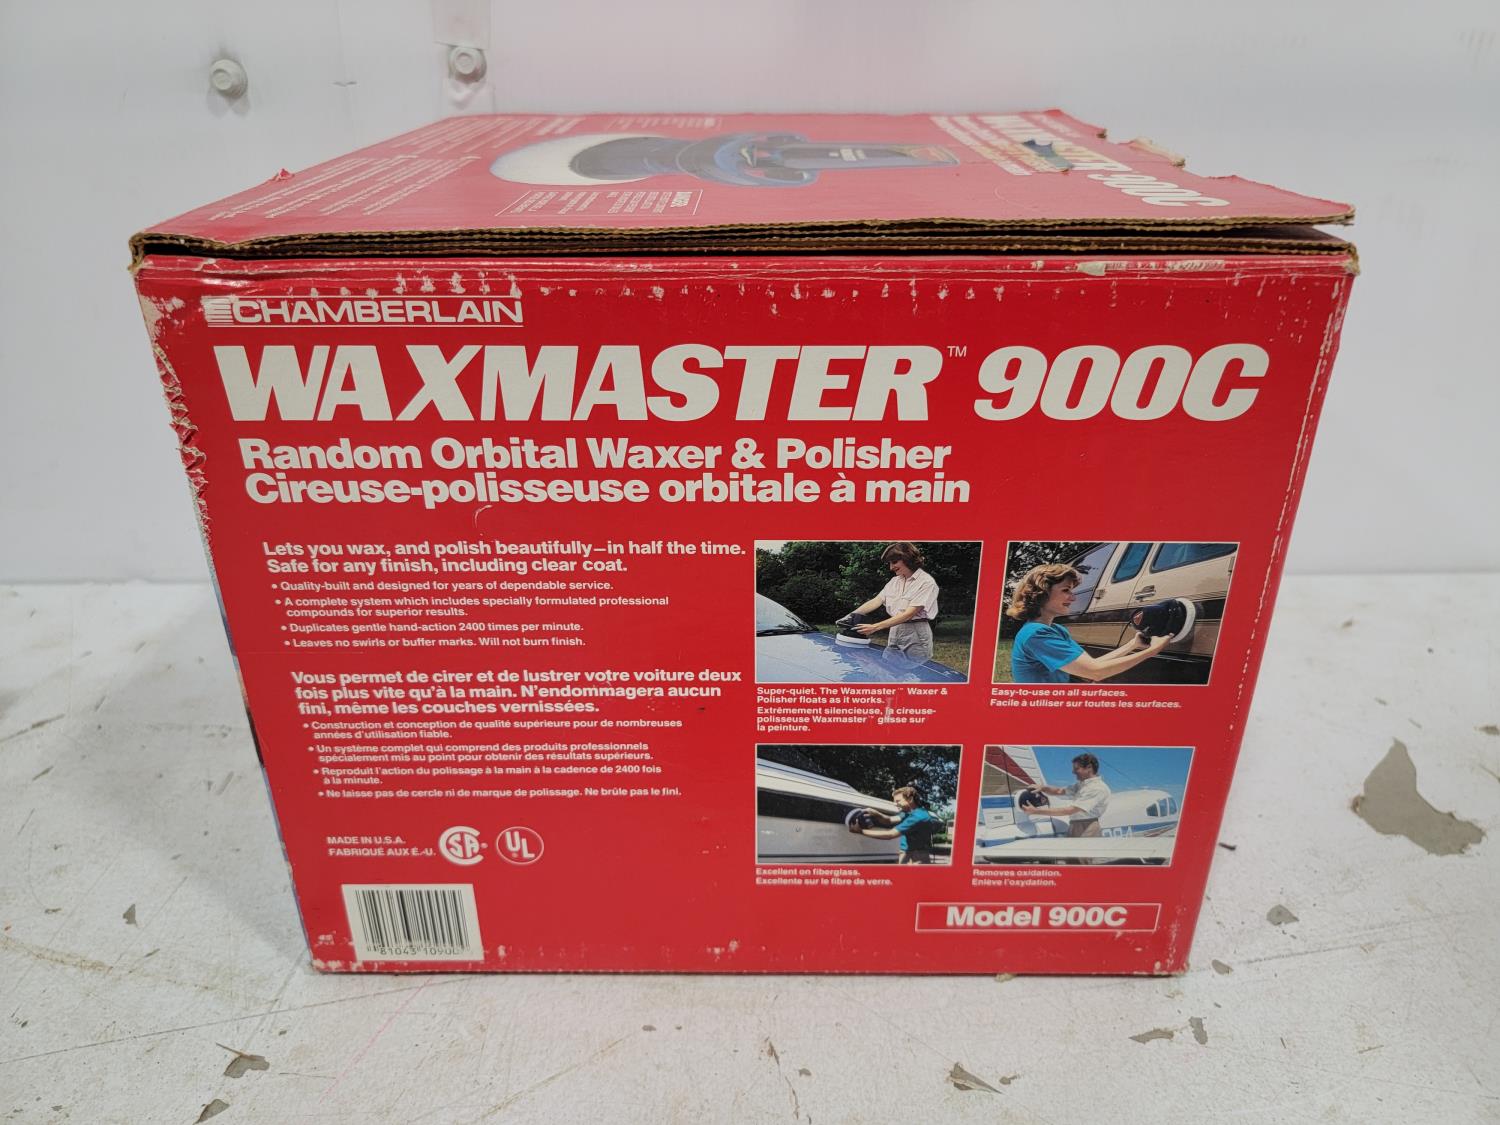 WAXMASTER 900C
CHAMBERLAIN
WAXMASTER™ 900C
Random Orbital Waxer & Polisher
Cireuse-polisseuse orbitale à main
Lets you wax, and polish beautifully—in half the time.
Safe for any finish, including clear coat.
• Quality-built and designed for years of dependable service.
• A complete system which includes specially formulated professional
compounds for superior results.
• Duplicates gentle hand-action 2400 times per minute.
• Leaves no swirls or buffer marks. Will not burn finish.
Vous permet de cirer et de lustrer votre voiture deux
fois plus vite qu'à la main. N'endommagera aucun
fini, même les couches vernissées.
• Construction et conception de qualité supérieure pour de nombreuses
années d'utilisation fiable.
• Un système complet qui comprend des produits professionnels
spécialement mis au point pour obtenir des résultats supérieurs.
• Reproduit l'action du polissage à la main à la cadence de 2400 fois
à la minute.
• Ne laisse pas de cercle ni de marque de polissage. Ne brûle pas le fini.
Super-quiet. The Waxmaster™ Waxer &
Polisher floats as it works.
Extrêmement silencieuse, la cireuse-
polisseuse Waxmaster™ glisse sur
la peinture.
Easy-to-use on all surfaces.
Facile à utiliser sur toutes les surfaces.
Excellent on fiberglass.
Excellente sur le fibre de verre.
Removes oxidation.
Enlève l'oxydation.
MADE IN U.S.A.
FABRIQUÉ AUX É.-U.
SA
UL
Model 900C
81043 10900